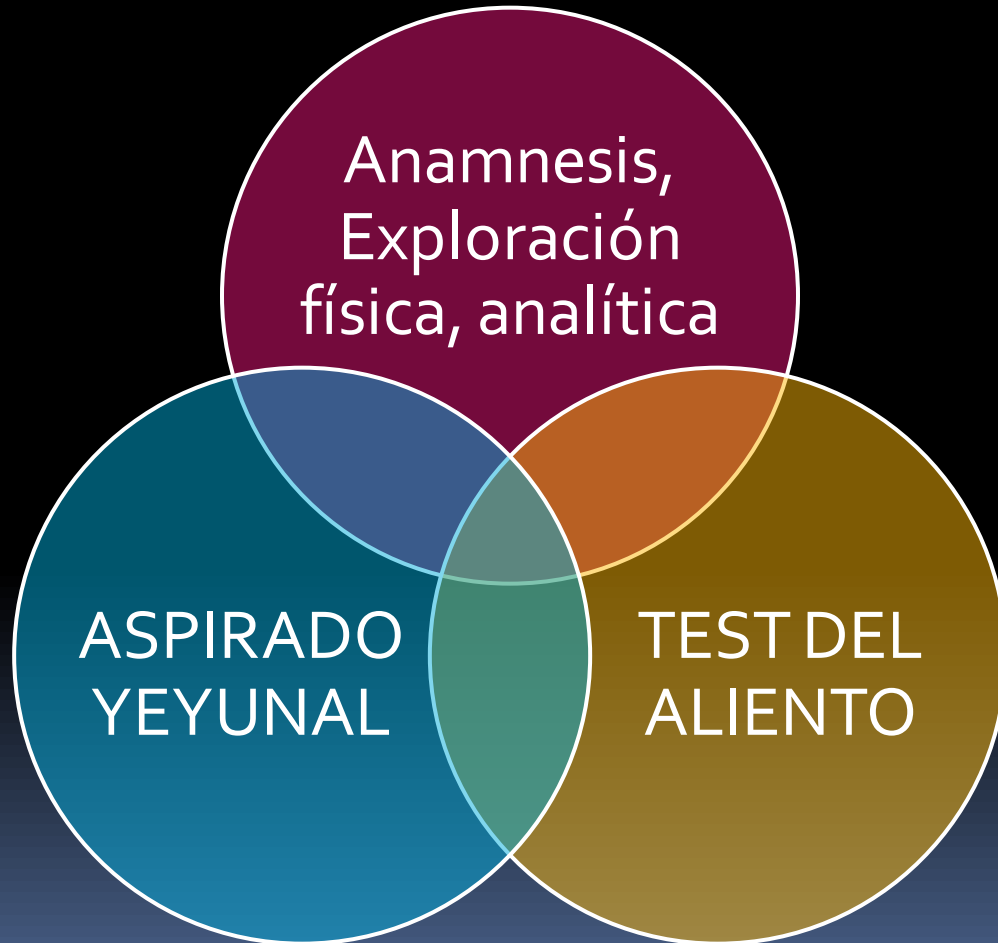 Anamnesis,
Exploración
física, analítica
ASPIRADO
YEYUNAL
TEST DEL
ALIENTO